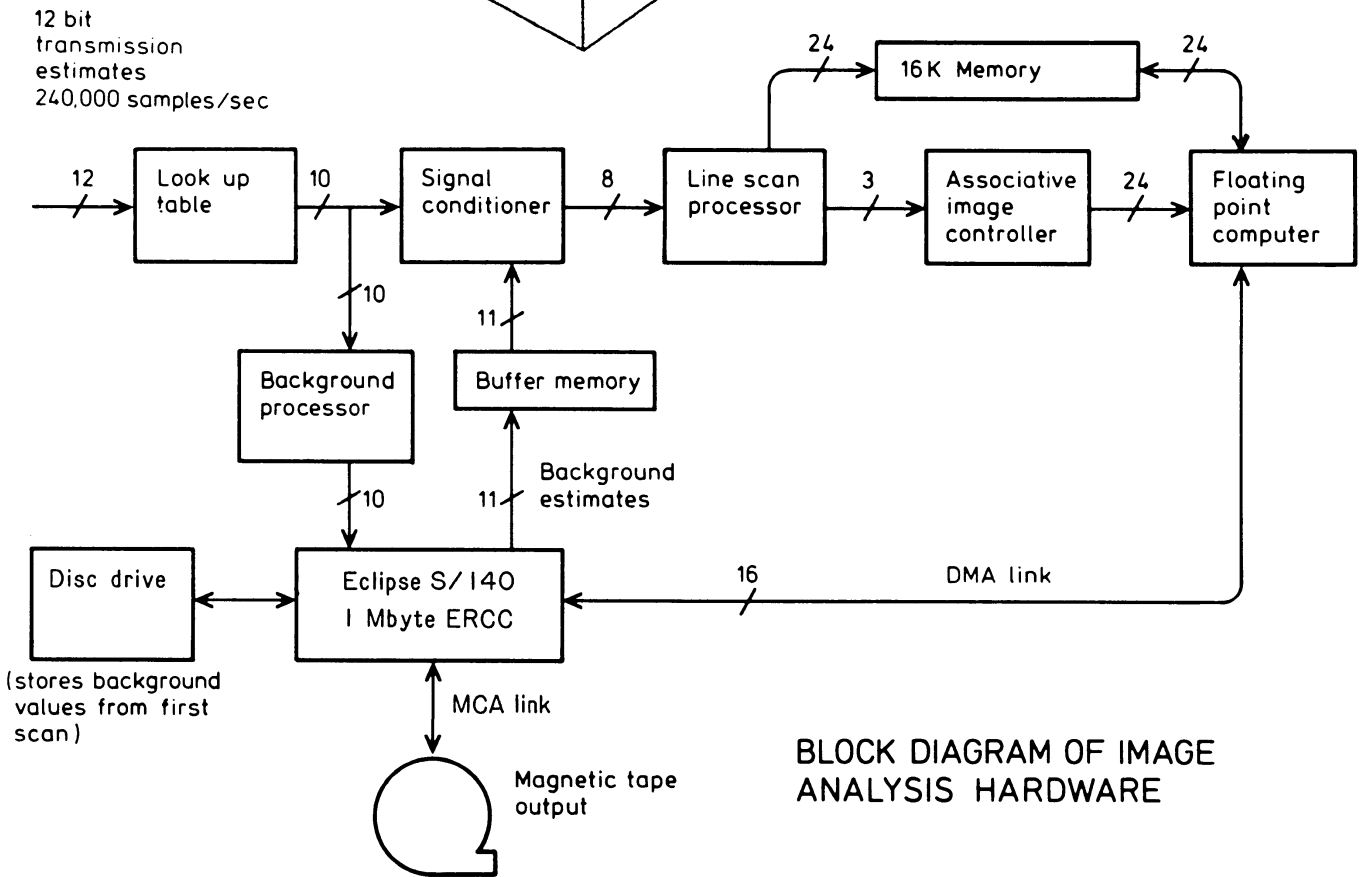 12 bit
transmission
estimates
240,000 samples/sec
24
16K Memory
24
12
Look up
table
10
Signal
conditioner
8
Line scan
processor
3
Associative
image
controller
24
Floating
point
computer
10
11
Background
processor
Buffer memory
10
11
Background
estimates
Disc drive
Eclipse S/140
1 Mbyte ERCC
16
DMA link
(stores background
values from first
scan)
MCA link
Magnetic tape
output
BLOCK DIAGRAM OF IMAGE
ANALYSIS HARDWARE